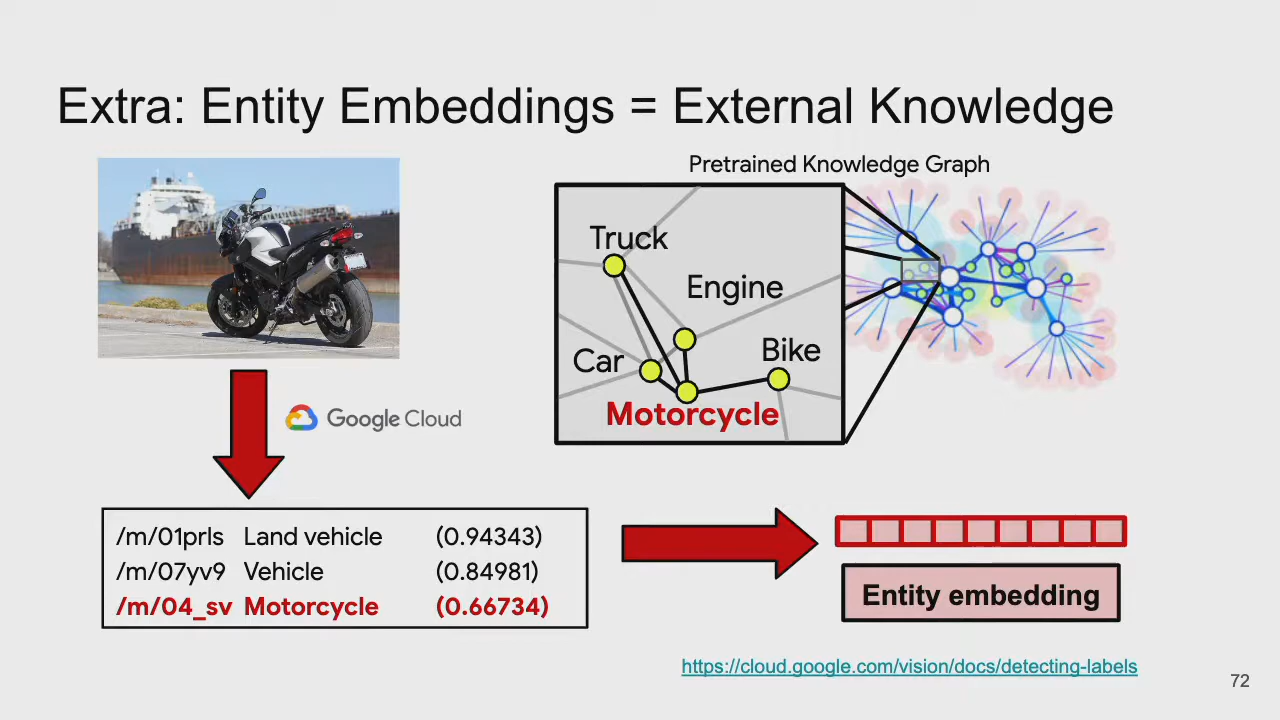 Extra: Entity Embeddings = External Knowledge
Pretrained Knowledge Graph
Truck
Engine
Car
Bike
Motorcycle
Google Cloud
/m/01prls Land vehicle (0.94343)
/m/07yv9 Vehicle (0.84981)
/m/04_sv Motorcycle (0.66734)
Entity embedding
https://cloud.google.com/vision/docs/detecting-labels
72